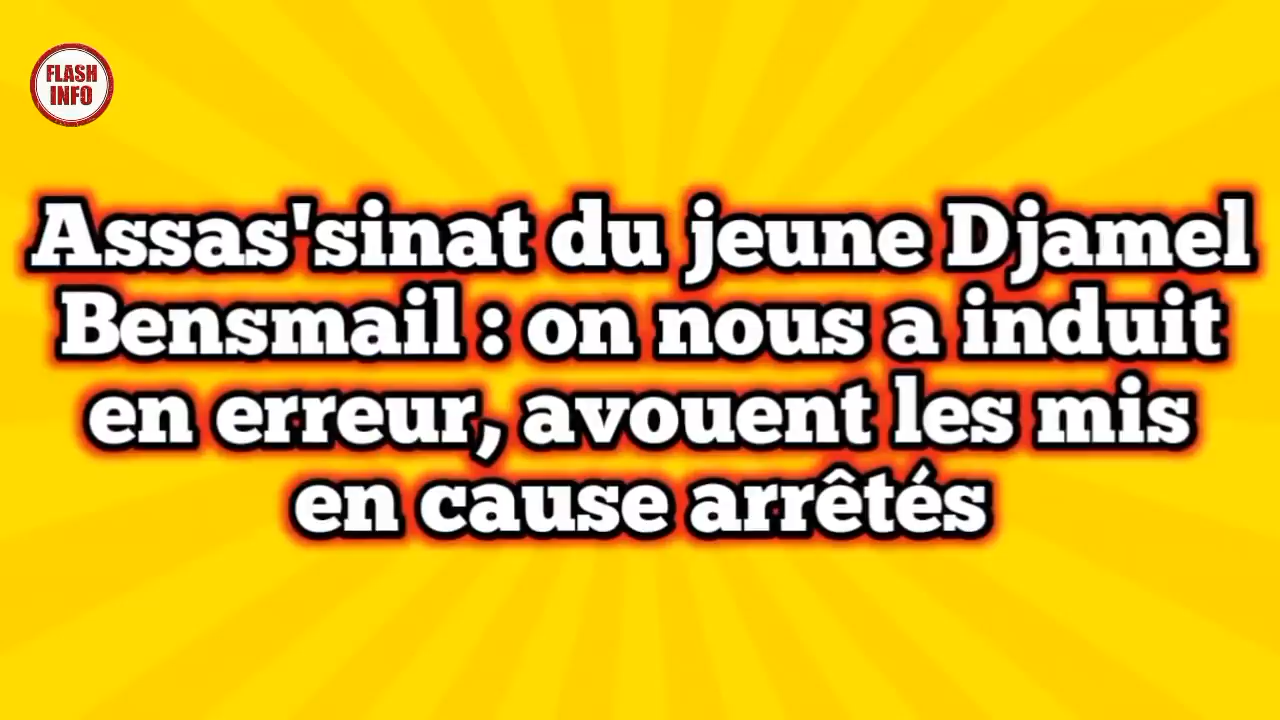 FLASH
INFO
Assas'sinat du jeune Djamel
Bensmail : on nous a induit
en erreur, avouent les mis
en cause arrêtés